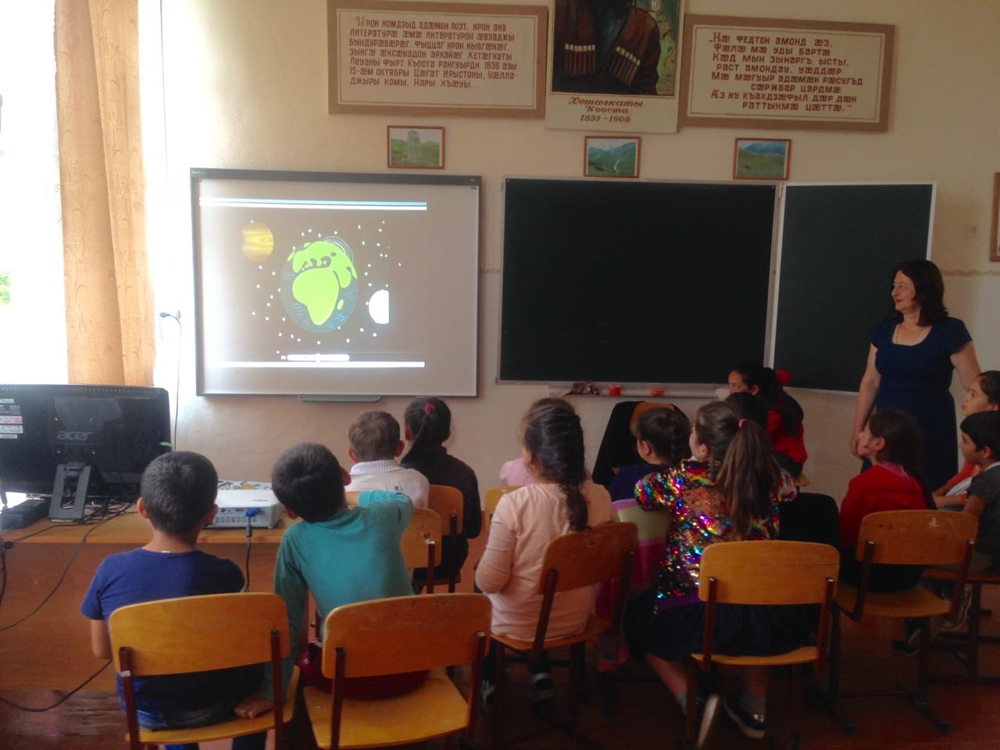 Ирон номдзыд адæмон поэт, ирон аив
литературæ æмæ литературон æвзаджы
бындурæвæрæг, фыццаг ирон нывгæнæг,
зынгæ æхсæнадон архайæг Хетæгкаты
Леуаны фырт Къоста райгуырди 1859 азы
15-æм октябры Цæгат Ирыстоны, Уæлла-
джыры комы, Нары хъæуы.
Хетæгкаты
Къоста
1859-1906
„Нæ федтон амонд æз,
Фæлæ мæ уды бартæ
Кæд мын зынаргъ ысты,
раст амондау, уæддæр
Мæ мæгуыр адæмæн рæсугъд
сæрибар цардмæ
Æз иу къахдзæфыл дæр дæн
раттынмæ цæттæ.“
acer